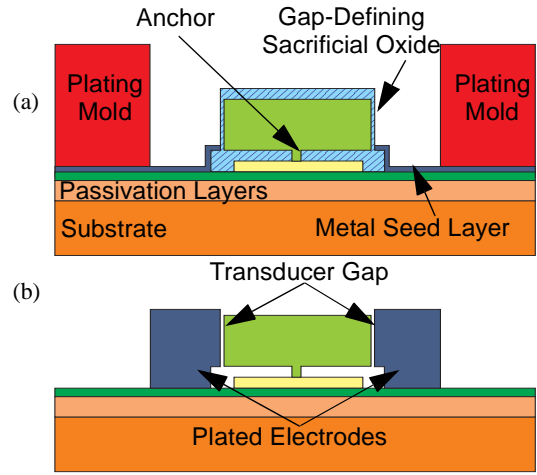 Anchor
Gap-Defining
Sacrificial Oxide
(a)
Plating
Mold
Plating
Mold
Passivation Layers
Substrate
Metal Seed Layer
(b)
Transducer Gap
Plated Electrodes